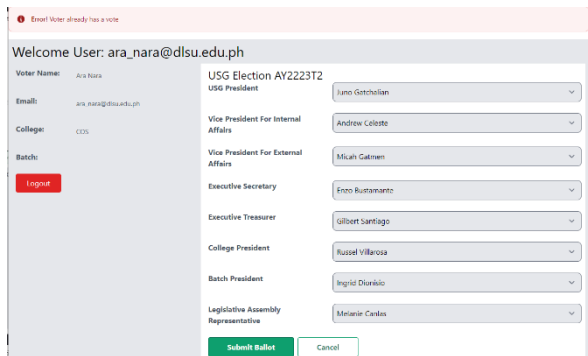 Error! Voter already has a vote
Welcome User: ara_nara@dlsu.edu.ph
Voter Name: Ara Nara
Email: ara_nara@dlsu.edu.ph
College: COS
Batch:
Logout
USG Election AY2223T2
USG President Juno Gatchalian
Vice President For Internal
Affairs Andrew Celeste
Vice President For External
Affairs Micah Gatmen
Executive Secretary Enzo Bustamante
Executive Treasurer Gilbert Santiago
College President Russel Villarosa
Batch President Ingrid Dionisio
Legislative Assembly
Representative Melanie Canlas
Submit Ballot Cancel